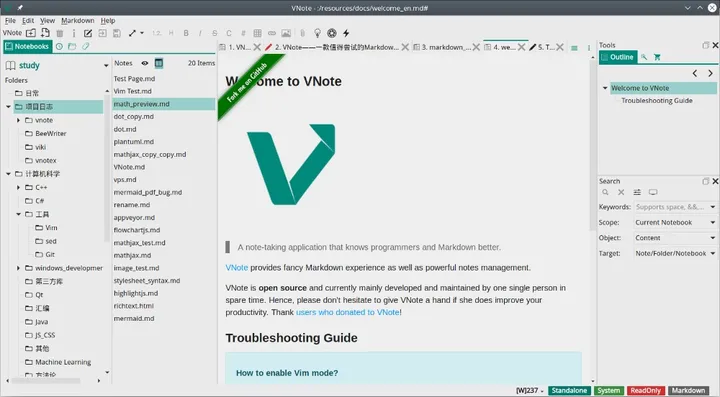 VNote - :/resources/docs/welcome_en.md#
File Edit View Markdown Help
VNote
Notebooks
study
Folders
日常
项目日志
vnote
BeeWriter
viki
vnotex
计算机科学
C++
C#
工具
Vim
sed
Git
windows_developmer
第三方库
Qt
汇编
Java
JS_CSS
其他
Machine Learning
方法论
Notes 20 Items
Test Page.md
Vim Test.md
math_preview.md
dot_copy.md
dot.md
plantuml.md
mathjax_copy_copy.md
VNote.md
vps.md
mermaid_pdf_bug.md
rename.md
appveyor.md
flowchartjs.md
mathjax_test.md
mathjax.md
image_test.md
stylesheet_syntax.md
highlightjs.md
richtext.html
mermaid.md
1. VN... 2. VNote——一款值得尝试的Markdow... 3. markdown_... 4. we... 5. T...
Fork me on GitHub
Welcome to VNote
A note-taking application that knows programmers and Markdown better.
VNote provides fancy Markdown experience as well as powerful notes management.
VNote is open source and currently mainly developed and maintained by one single person in
spare time. Hence, please don't hesitate to give VNote a hand if she does improve your
productivity. Thank users who donated to VNote!
Troubleshooting Guide
How to enable Vim mode?
Tools
Outline
Welcome to VNote
Troubleshooting Guide
Search
Keywords: Supports space, &&,...
Scope: Current Notebook
Object: Content
Target: Note/Folder/Notebook
[W]237 Standalone System ReadOnly Markdown